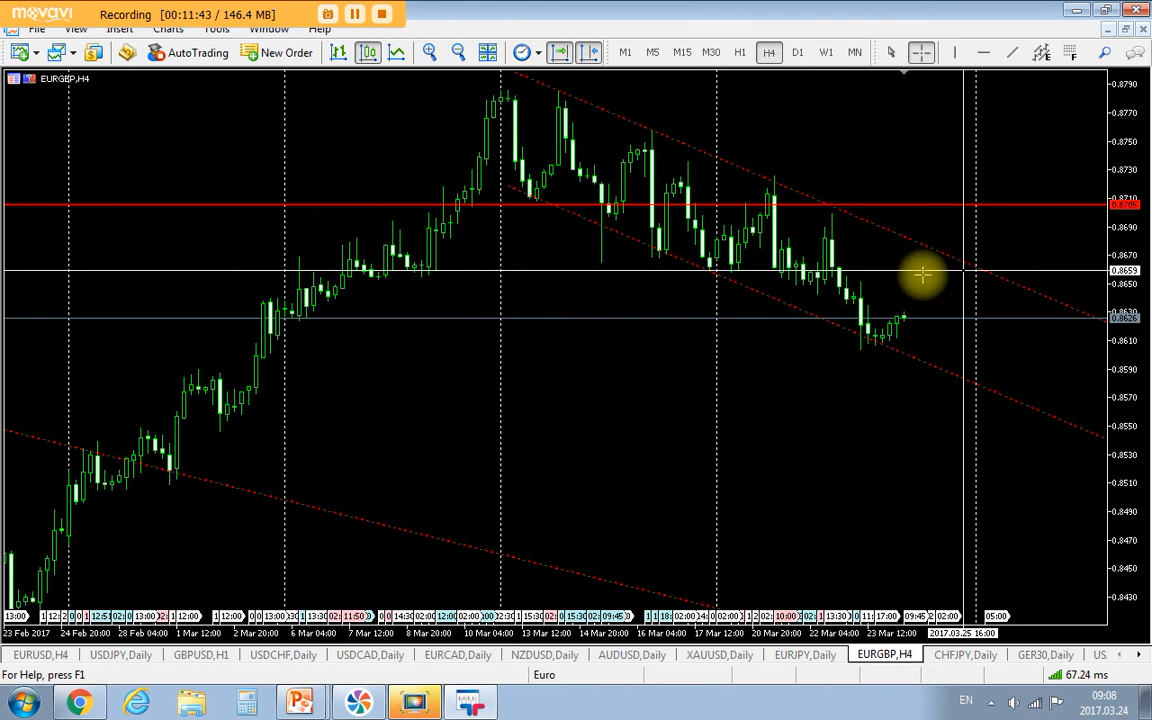 movavi
Recording (00:11:43 / 146.4 MB)
File View Insert Charts Tools Window Help
AutoTrading New Order M1 M5 M15 M30 H1 H4 D1 W1 MN
EURGBP,H4
0.8790
0.8770
0.8750
0.8730
0.8710
0.8705
0.8690
0.8670
0.8659
0.8650
0.8630
0.8626
0.8610
0.8590
0.8570
0.8550
0.8530
0.8510
0.8490
0.8470
0.8450
0.8430
23 Feb 2017 24 Feb 20:00 28 Feb 04:00 1 Mar 12:00 2 Mar 20:00 6 Mar 04:00 7 Mar 12:00 8 Mar 20:00 10 Mar 04:00 13 Mar 12:00 14 Mar 20:00 16 Mar 04:00 17 Mar 12:00 20 Mar 20:00 22 Mar 04:00 23 Mar 12:00 2017.03.25 16:00
EURUSD,H4 USDJPY,Daily GBPUSD,H1 USDCHF,Daily USDCAD,Daily EURCAD,Daily NZDUSD,Daily AUDUSD,Daily XAUUSD,Daily EURJPY,Daily EURGBP,H4 CHFJPY,Daily GER30,Daily US
For Help, press F1 Euro 67.24 ms
EN 09:08
2017.03.24